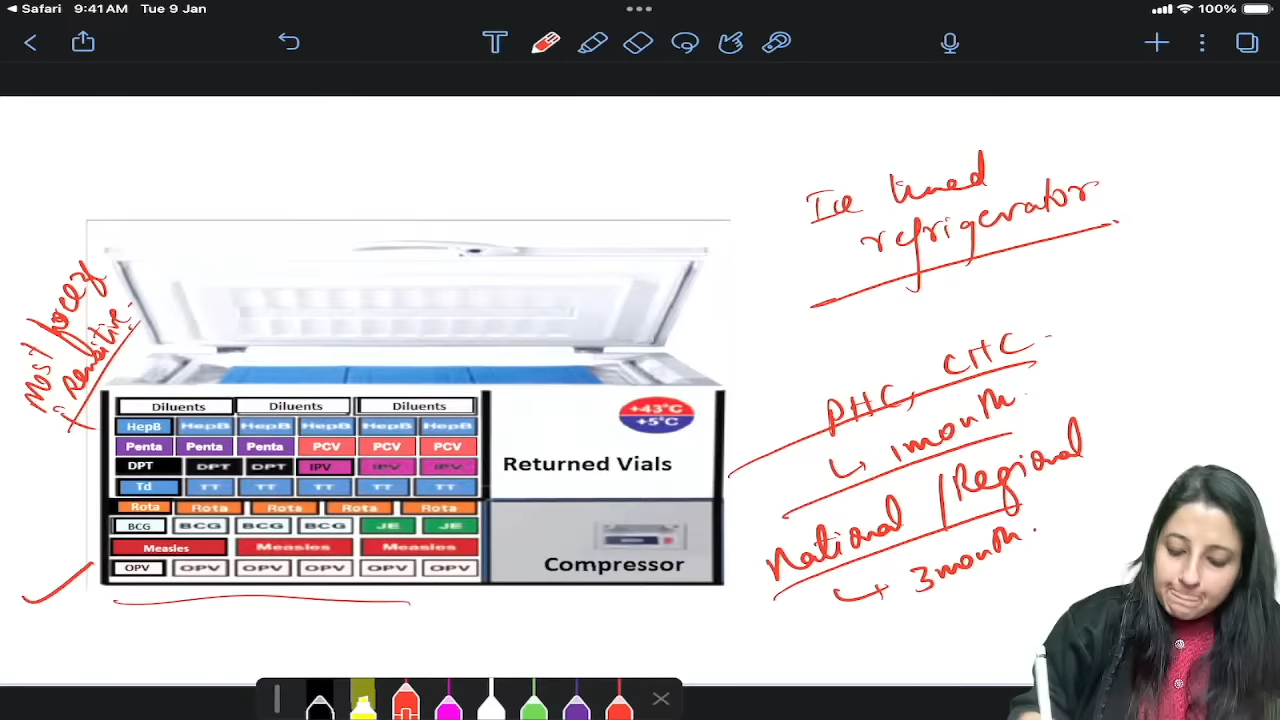 Safari 9:41 AM Tue 9 Jan 100%
Ice lined
refrigerator
Most freez
sensitive
Diluents Diluents Diluents
HepB HepB HepB HepB HepB HepB
Penta Penta Penta PCV PCV PCV
DPT DPT DPT IPV IPV IPV
Td TT TT TT TT TT
Rota Rota Rota Rota Rota
BCG BCG BCG BCG JE JE
Measles Measles Measles
OPV OPV OPV OPV OPV OPV
+43°C
+5°C
Returned Vials
Compressor
PHC, CHC
↳ 1 month
National / Regional
↳ 3 month